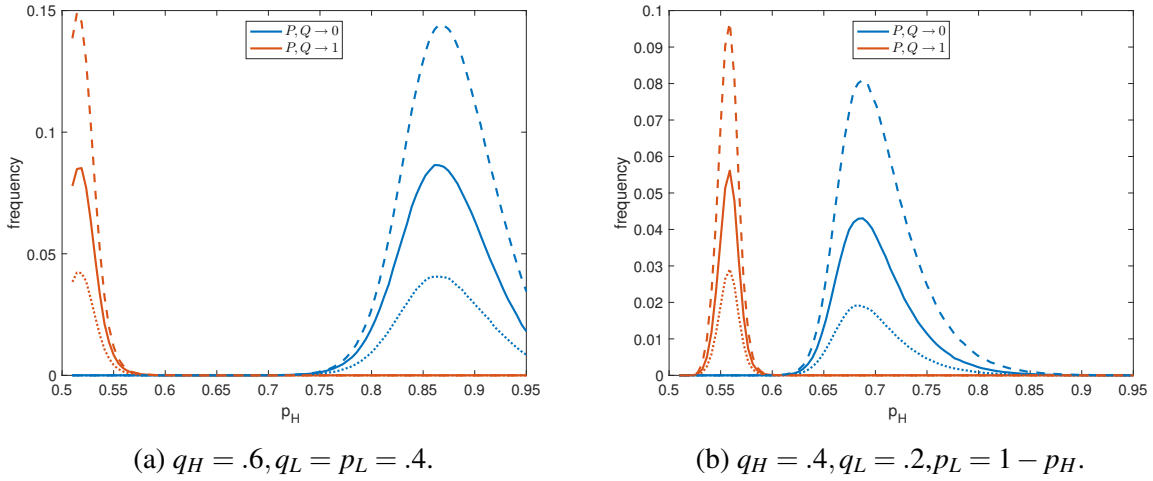 0.15
0.1
0.05
0
frequency
P, Q → 0
P, Q → 1
0.5 0.55 0.6 0.65 0.7 0.75 0.8 0.85 0.9 0.95
p_H
(a) q_H = .6, q_L = p_L = .4.
0.1
0.09
0.08
0.07
0.06
0.05
0.04
0.03
0.02
0.01
0
frequency
P, Q → 0
P, Q → 1
0.5 0.55 0.6 0.65 0.7 0.75 0.8 0.85 0.9 0.95
p_H
(b) q_H = .4, q_L = .2,p_L = 1 − p_H.